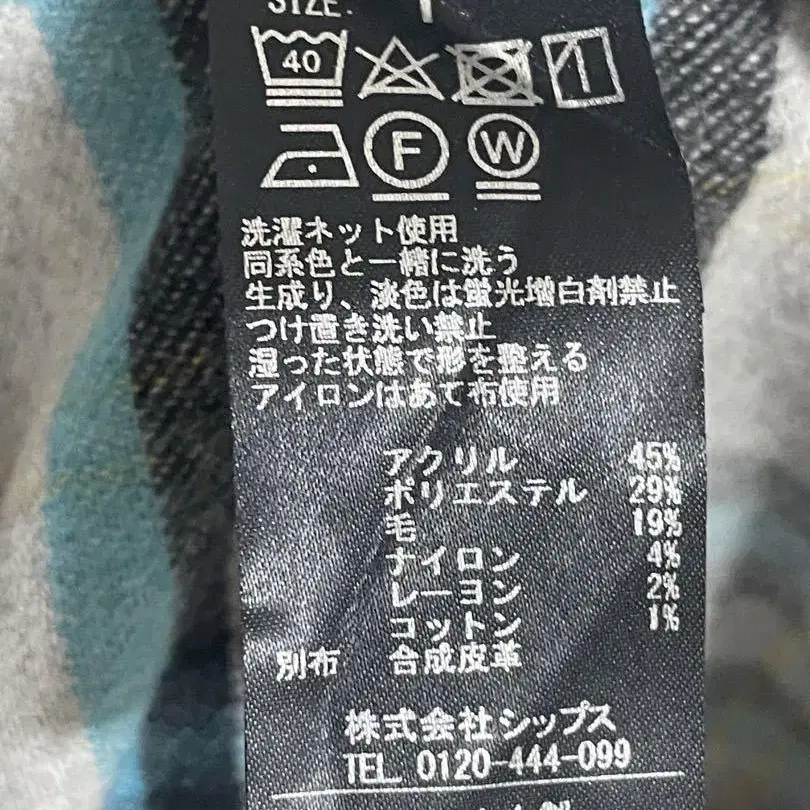 SIZE:
40
F W
洗濯ネット使用
同系色と一緒に洗う
生成り、淡色は蛍光増白剤禁止
つけ置き洗い禁止
湿った状態で形を整える
アイロンはあて布使用
アクリル 45%
ポリエステル 29%
毛 19%
ナイロン 4%
レーヨン 2%
コットン 1%
別布 合成皮革
株式会社シップス
TEL. 0120-444-099